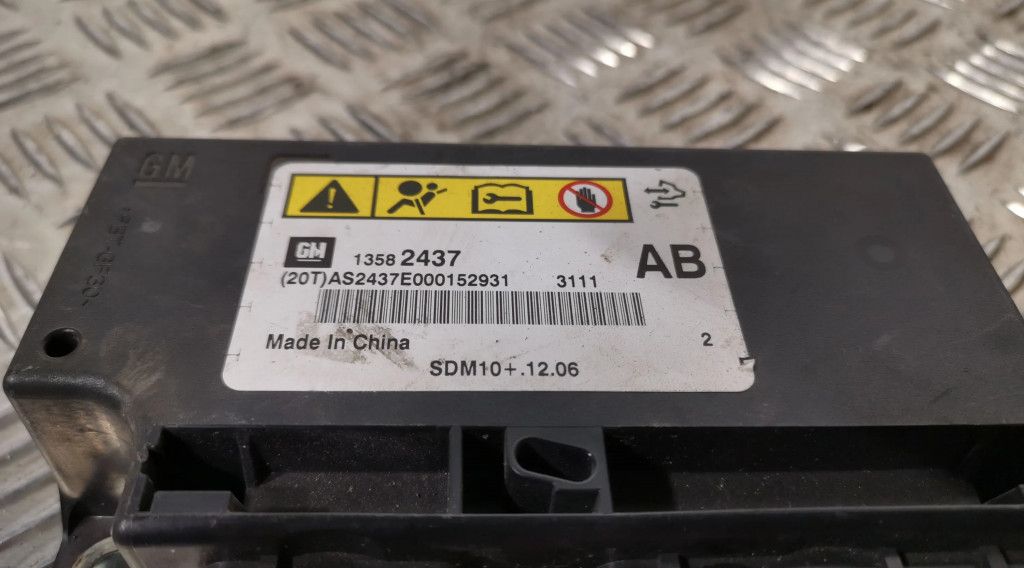 GM
GM 1358 2437
AB
(20T)AS2437E000152931 3111
Made In China 2
SDM10+.12.06